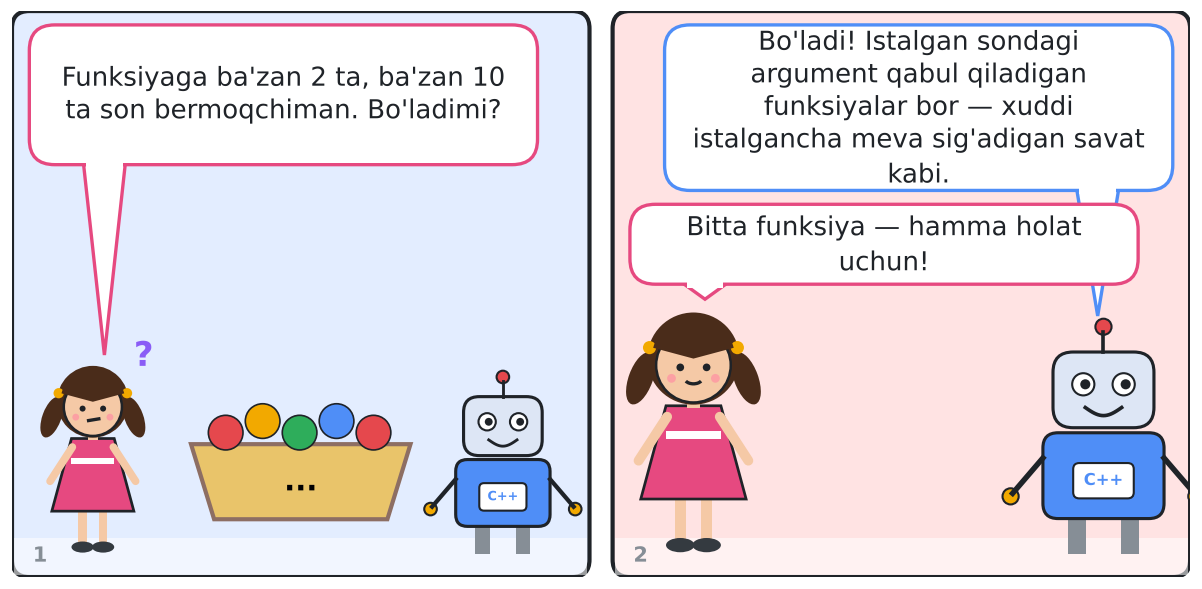 Funksiyaga ba'zan 2 ta, ba'zan 10
ta son bermoqchiman. Bo'ladimi?
?
...
C++
1
Bo'ladi! Istalgan sondagi
argument qabul qiladigan
funksiyalar bor — xuddi
istalgancha meva sig'adigan savat
kabi.
Bitta funksiya — hamma holat
uchun!
C++
2